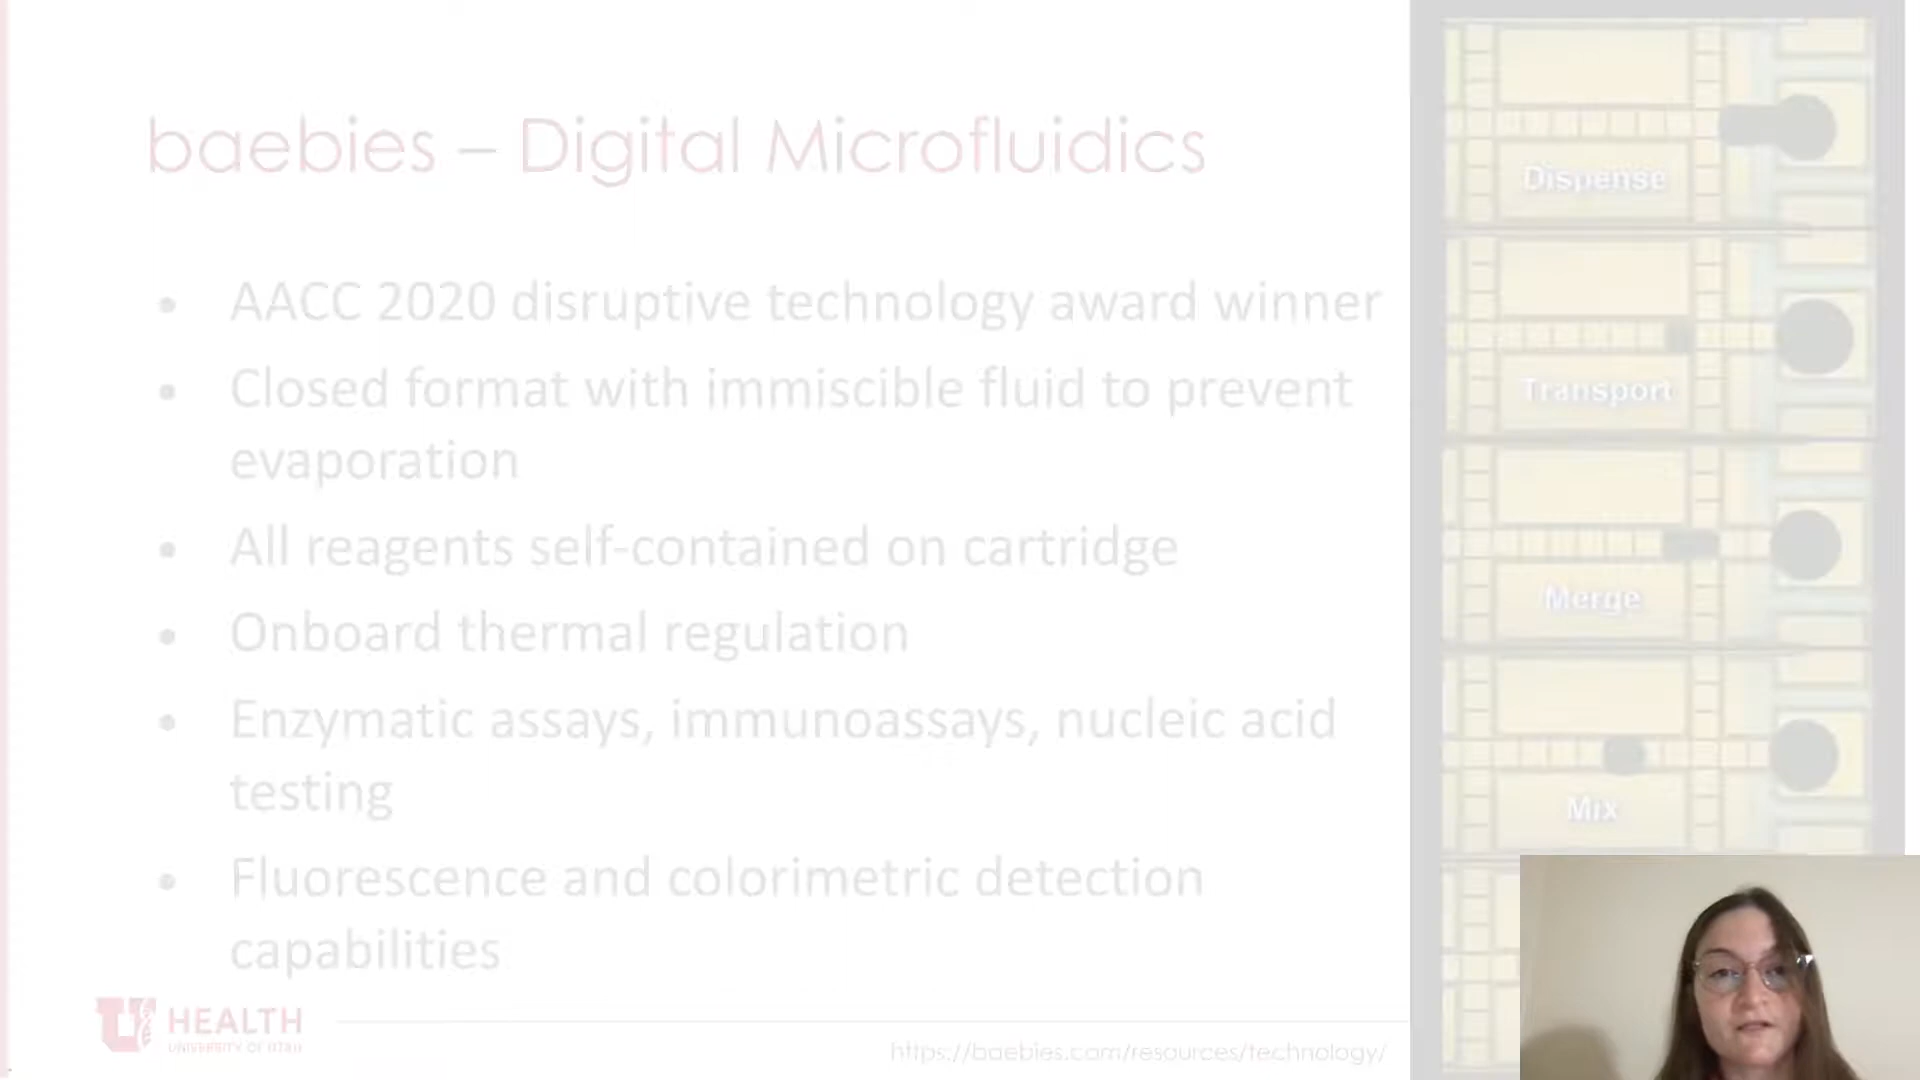 baebies – Digital Microfluidics
• AACC 2020 disruptive technology award winner
• Closed format with immiscible fluid to prevent
evaporation
• All reagents self-contained on cartridge
• Onboard thermal regulation
• Enzymatic assays, immunoassays, nucleic acid
testing
• Fluorescence and colorimetric detection
capabilities
Dispense
Transport
Merge
Mix
U HEALTH
UNIVERSITY OF UTAH
https://baebies.com/resources/technology/